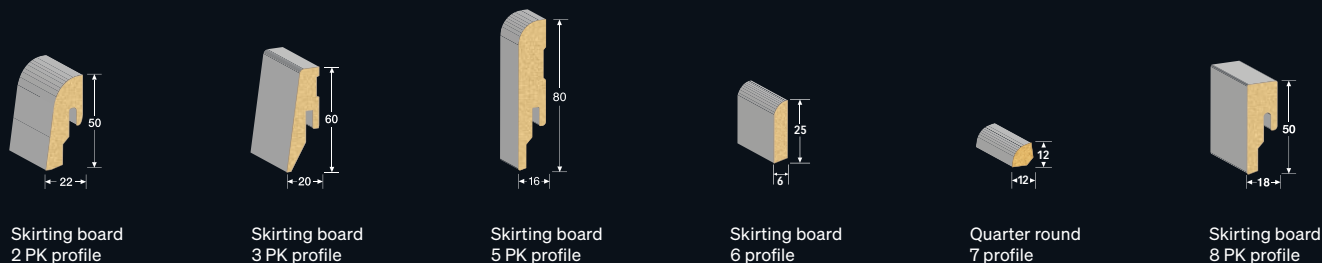 50
22
60
20
80
16
25
6
12
12
50
18
Skirting board
2 PK profile
Skirting board
3 PK profile
Skirting board
5 PK profile
Skirting board
6 profile
Quarter round
7 profile
Skirting board
8 PK profile